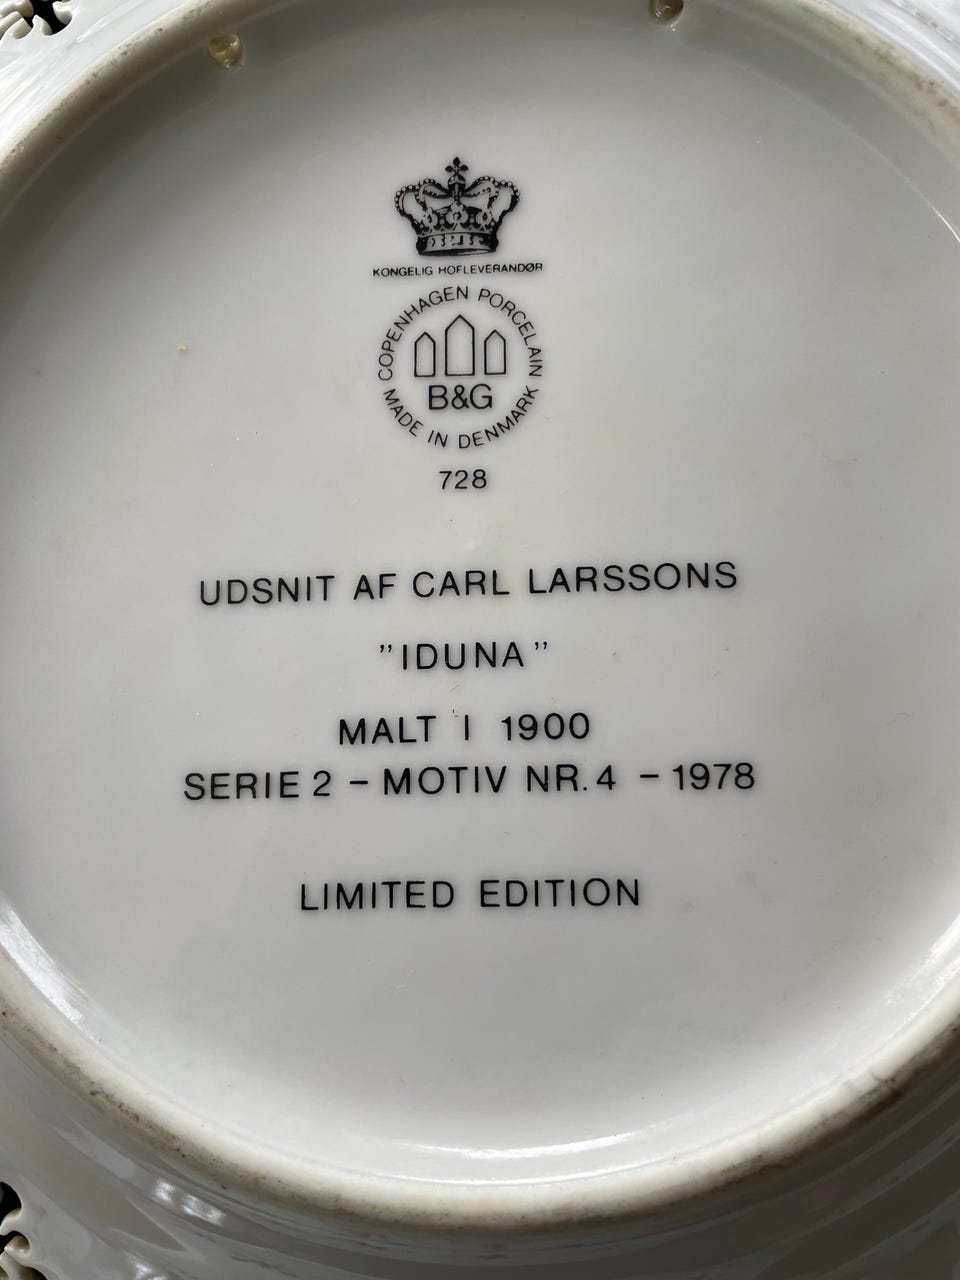 KONGELIG HOFLEVERANDØR
COPENHAGEN PORCELAIN
B&G
MADE IN DENMARK
728
UDSNIT AF CARL LARSSONS
"IDUNA"
MALT I 1900
SERIE 2 – MOTIV NR. 4 – 1978
LIMITED EDITION